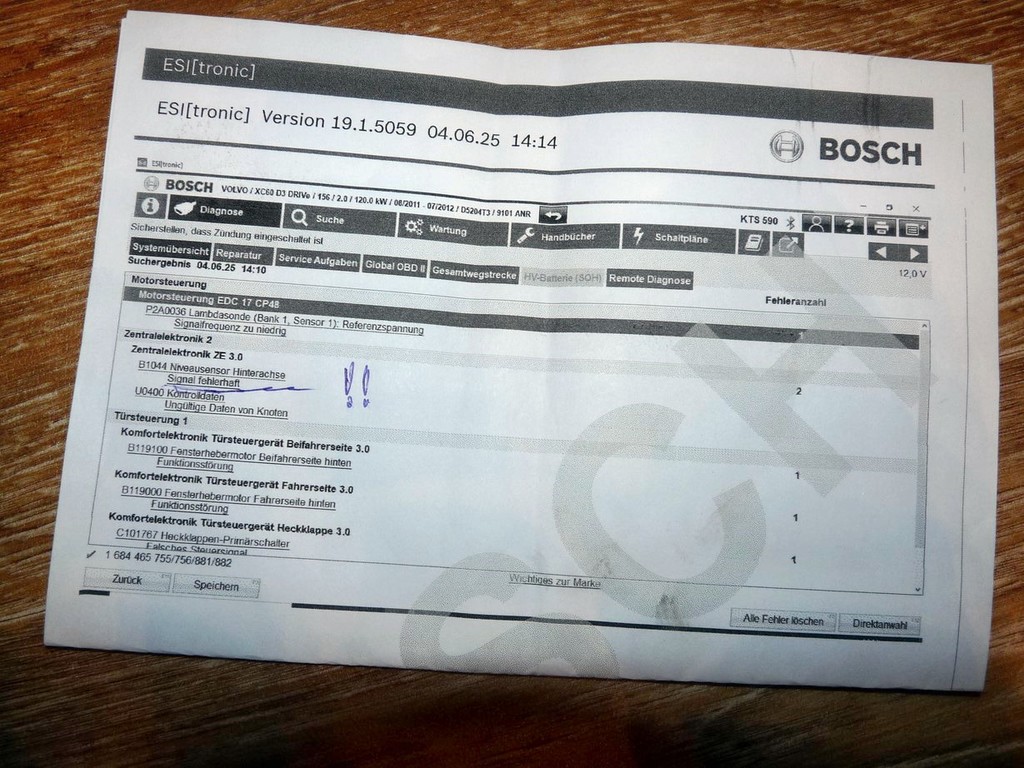 ESI[tronic]
ESI[tronic] Version 19.1.5059 04.06.25 14:14
BOSCH
ESI[tronic]
BOSCH VOLVO / XC60 D3 DRIVe / 156 / 2.0 / 120.0 kW / 08/2011 - 07/2012 / D5204T3 / 9101 ANR
Diagnose Suche Wartung Handbücher Schaltpläne KTS 590
Sicherstellen, dass Zündung eingeschaltet ist
12,0 V
Systemübersicht Reparatur Service Aufgaben Global OBD II Gesamtwegstrecke HV-Batterie (SOH) Remote Diagnose
Suchergebnis 04.06.25 14:10
Motorsteuerung Fehleranzahl
Motorsteuerung EDC 17 CP48
P2A0036 Lambdasonde (Bank 1, Sensor 1): Referenzspannung
Signalfrequenz zu niedrig
Zentralelektronik 2
Zentralelektronik ZE 3.0 2
B1044 Niveausensor Hinterachse
Signal fehlerhaft !!
U0400 Kontrolldaten
Ungültige Daten von Knoten
Türsteuerung 1
Komfortelektronik Türsteuergerät Beifahrerseite 3.0 1
B119100 Fensterhebermotor Beifahrerseite hinten
Funktionsstörung
Komfortelektronik Türsteuergerät Fahrerseite 3.0 1
B119000 Fensterhebermotor Fahrerseite hinten
Funktionsstörung
Komfortelektronik Türsteuergerät Heckklappe 3.0 1
C101767 Heckklappen-Primärschalter
Falsches Steuersignal
1 684 465 755/756/881/882
Wichtiges zur Marke
Zurück Speichern Alle Fehler löschen Direktanwahl
SCH